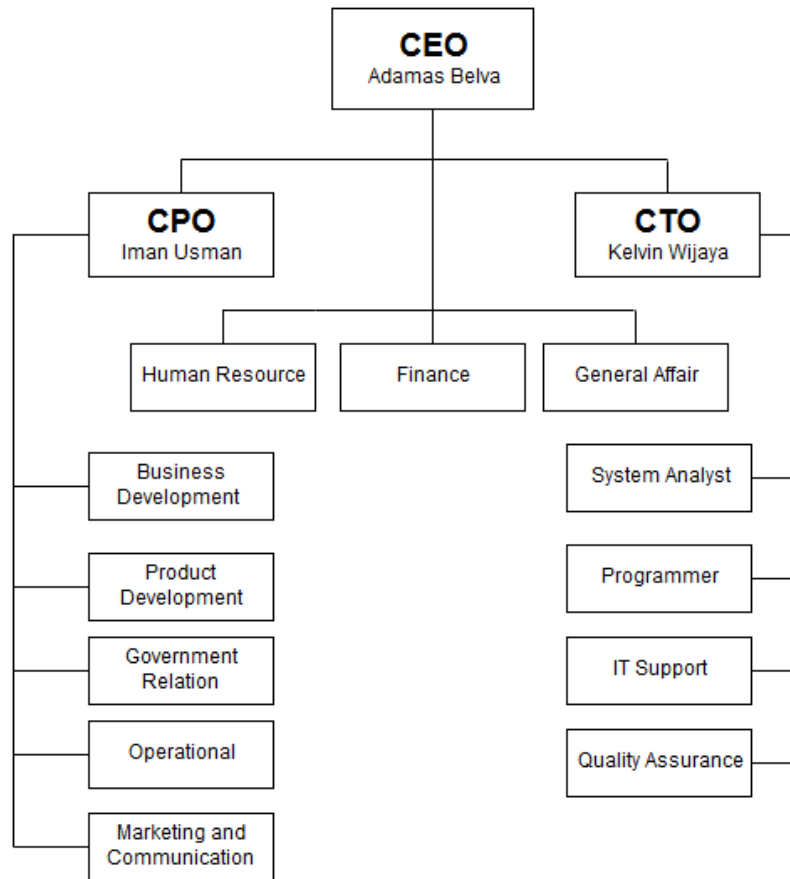 CEO
Adamas Belva
CPO
Iman Usman
CTO
Kelvin Wijaya
Human Resource
Finance
General Affair
Business
Development
Product
Development
Government
Relation
Operational
Marketing and
Communication
System Analyst
Programmer
IT Support
Quality Assurance